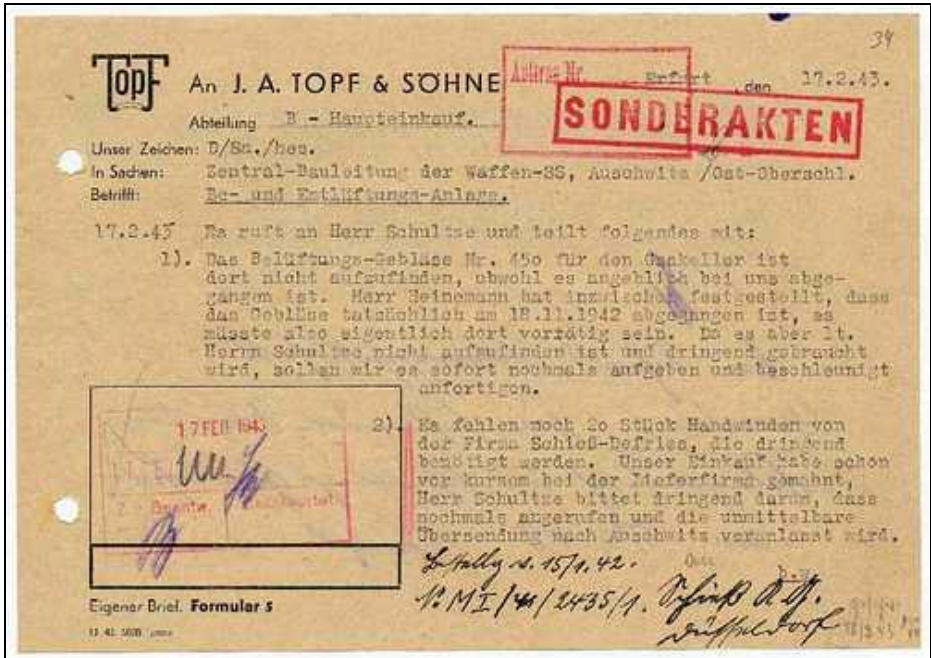 34
TOPF An J. A. TOPF & SÖHNE
Erfurt, den 17.2.43.
SONDERAKTEN
Abteilung B - Haupteinkauf.
Unser Zeichen: D/Sa./hes.
In Sachen: Zentral-Bauleitung der Waffen-SS, Auschwitz /Ost-Oberschl.
Betrifft: Be- und Entlüftungs-Anlage.
17.2.43 Es ruft an Herr Schultze und teilt folgendes mit:
1). Das Belüftungs-Gebläse Nr. 450 für den Gaskeller ist
dort nicht aufzufinden, obwohl es angeblich bei uns abge-
gangen ist. Herr Heinemann hat inzwischen festgestellt, dass
das Gebläse tatsächlich am 18.11.1942 abgegangen ist, es
müsste also eigentlich dort vorrätig sein. Da es aber lt.
Herrn Schultze nicht aufzufinden ist und dringend gebraucht
wird, sollen wir es sofort nochmals aufgeben und beschleunigt
anfertigen.
17 FEB 1943
2). Es fehlen noch 20 Stück Handwinden von
der Firma Schieß-Defries, die dringend
benötigt werden. Unser Einkauf habe schon
vor kurzem bei der Lieferfirma gemahnt,
Herr Schultze bittet dringend darum, dass
nochmals angerufen und die unmittelbare
Übersendung nach Auschwitz veranlasst wird.
15/1.42.
Schieß A.G.
Düsseldorf
Eigener Brief. Formular 5